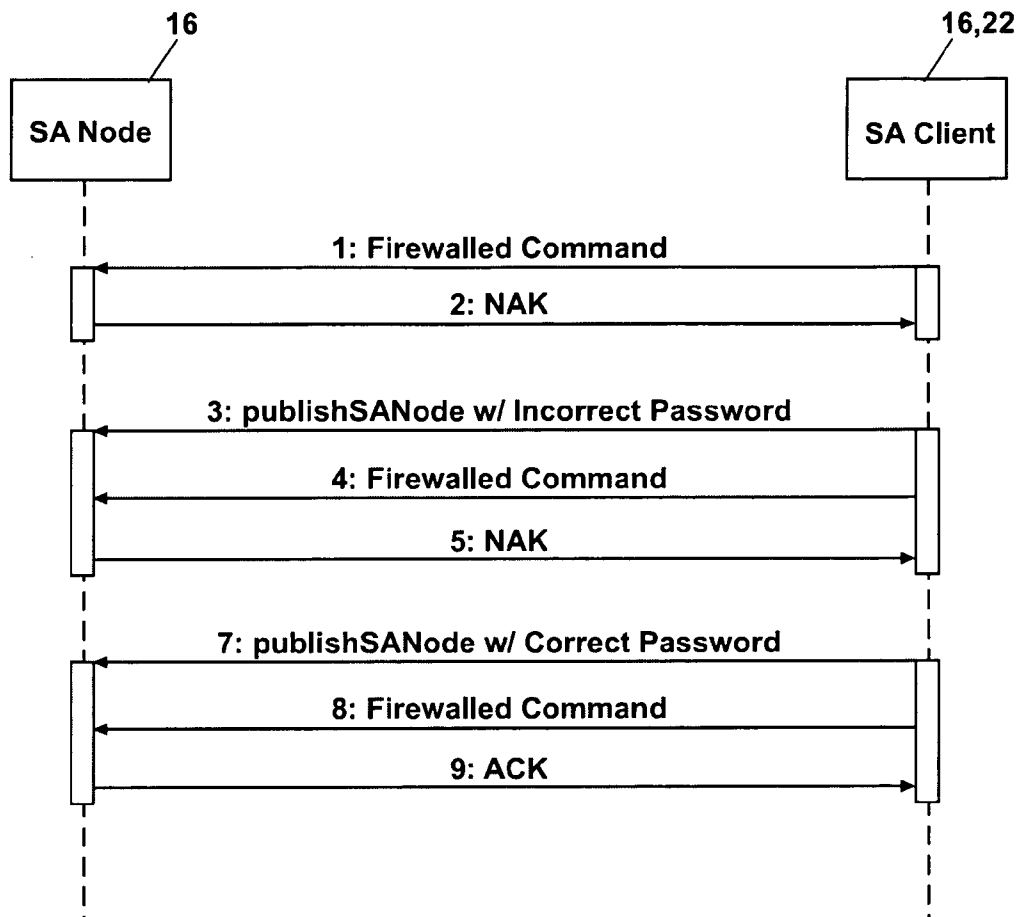 16
16,22
SA Node
SA Client
1: Firewalled Command
2: NAK
3: publishSANode w/ Incorrect Password
4: Firewalled Command
5: NAK
7: publishSANode w/ Correct Password
8: Firewalled Command
9: ACK